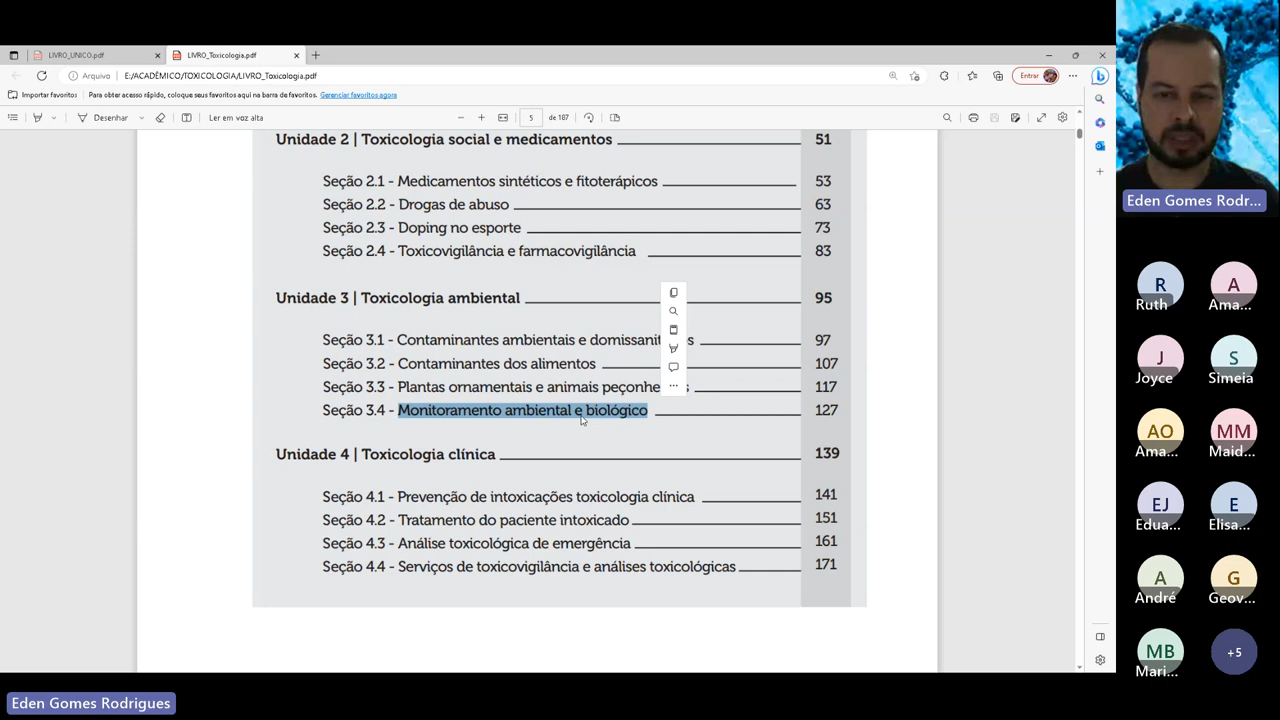 LIVRO_UNICO.pdf
LIVRO_Toxicologia.pdf
Arquivo
E:/ACADÊMICO/TOXICOLOGIA/LIVRO_Toxicologia.pdf
Entrar
Importar favoritos
Para obter acesso rápido, coloque seus favoritos aqui na barra de favoritos. Gerenciar favoritos agora
Desenhar
Ler em voz alta
5 de 187
Unidade 2 | Toxicologia social e medicamentos 51
Seção 2.1 - Medicamentos sintéticos e fitoterápicos 53
Seção 2.2 - Drogas de abuso 63
Seção 2.3 - Doping no esporte 73
Seção 2.4 - Toxicovigilância e farmacovigilância 83
Unidade 3 | Toxicologia ambiental 95
Seção 3.1 - Contaminantes ambientais e domissanit s 97
Seção 3.2 - Contaminantes dos alimentos 107
Seção 3.3 - Plantas ornamentais e animais peçonhe s 117
Seção 3.4 - Monitoramento ambiental e biológico 127
Unidade 4 | Toxicologia clínica 139
Seção 4.1 - Prevenção de intoxicações toxicologia clínica 141
Seção 4.2 - Tratamento do paciente intoxicado 151
Seção 4.3 - Análise toxicológica de emergência 161
Seção 4.4 - Serviços de toxicovigilância e análises toxicológicas 171
Eden Gomes Rodr...
R
Ruth
A
Ama...
J
Joyce
S
Simeia
AO
Ama...
MM
Maid...
EJ
Edua...
E
Elisa...
A
André
G
Geov...
MB
Mari...
+5
Eden Gomes Rodrigues